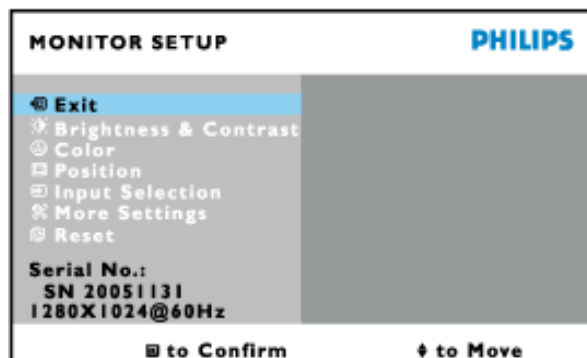 MONITOR SETUP
PHILIPS
Exit
Brightness & Contrast
Color
Position
Input Selection
More Settings
Reset
Serial No.:
SN 20051131
1280X1024@60Hz
to Confirm
to Move